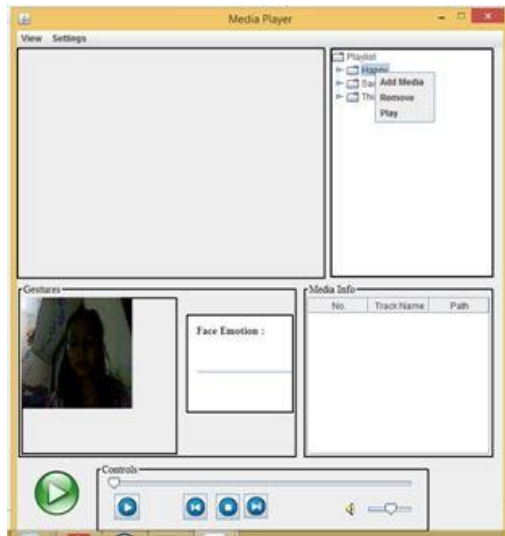 Media Player
View Settings
Playlist
Happy
Add Media
Remove
Play
Gestures
Face Emotion :
Media Info
No. Track Name Path
Controls